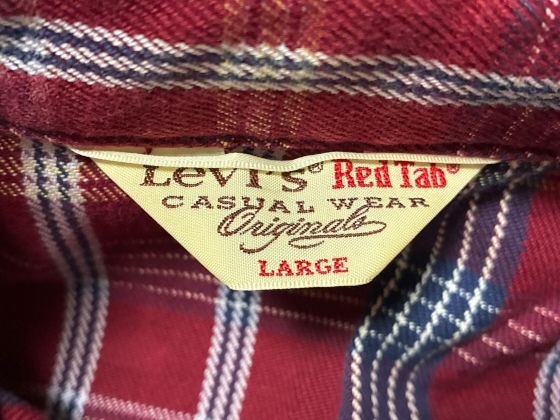 Levi's® Red Tab®
CASUAL WEAR
Originals
LARGE